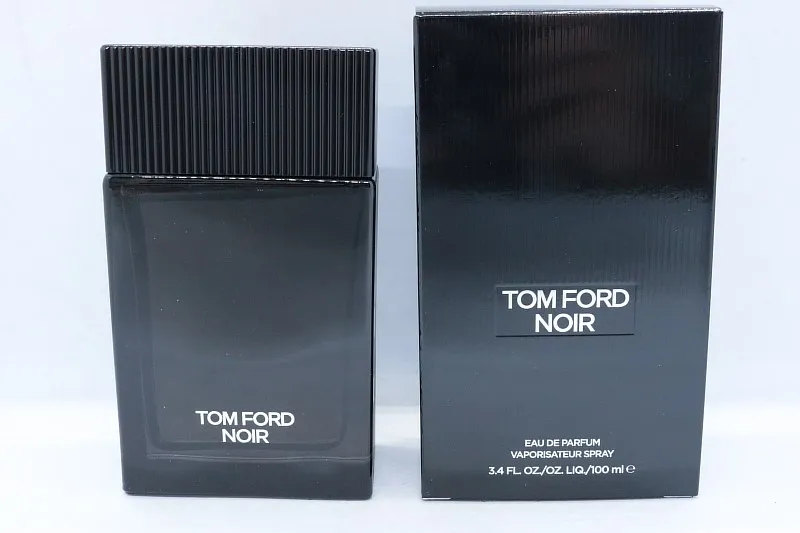 TOM FORD
NOIR
TOM FORD
NOIR
EAU DE PARFUM
VAPORISATEUR SPRAY
3.4 FL. OZ./OZ. LIQ./100 ml ℮